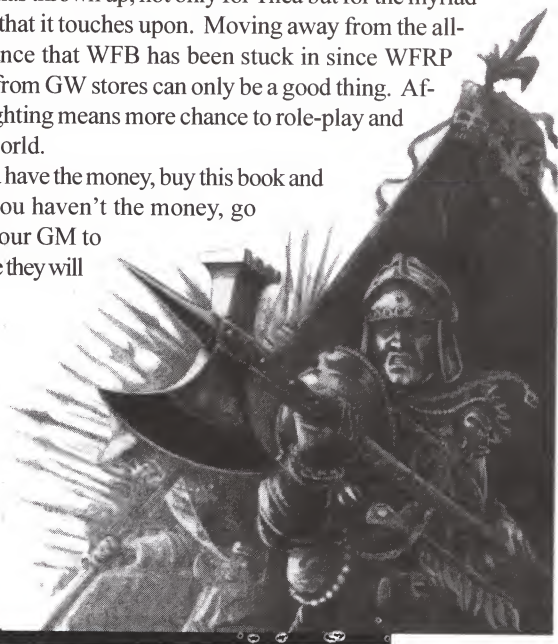 thrown up, not only for Tilea but for the myriad
that it touches upon. Moving away from the all-
nce that WFB has been stuck in since WFRP
from GW stores can only be a good thing. Af-
ghting means more chance to role-play and
orld.
have the money, buy this book and
ou haven't the money, go
our GM to
e they will